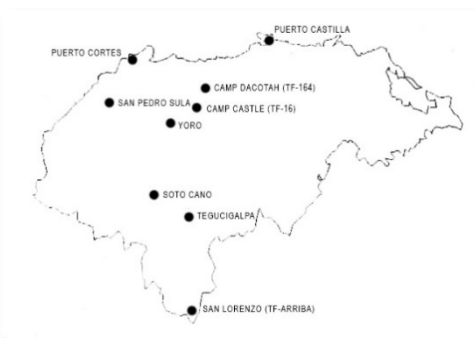 PUERTO CASTILLA
PUERTO CORTES
CAMP DACOTAH (TF-164)
SAN PEDRO SULA
CAMP CASTLE (TF-16)
YORO
SOTO CANO
TEGUCIGALPA
SAN LORENZO (TF-ARRIBA)